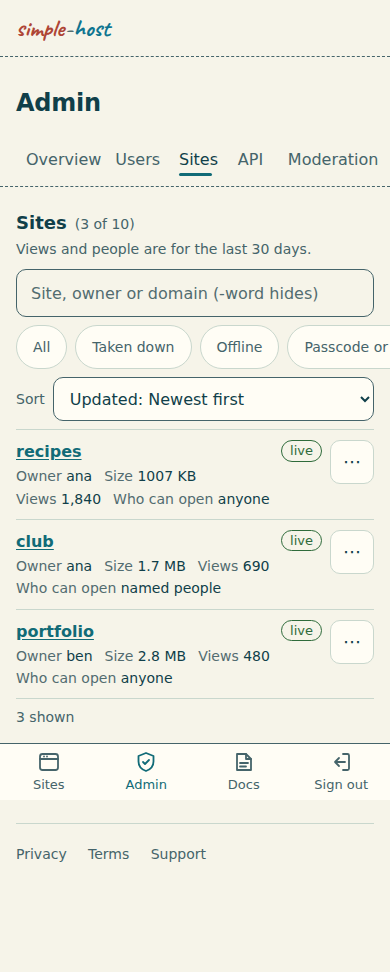 simple-host
Admin
Overview Users Sites API Moderation
Sites (3 of 10)
Views and people are for the last 30 days.
Site, owner or domain (-word hides)
All Taken down Offline Passcode or
Sort Updated: Newest first
recipes live ...
Owner ana Size 1007 KB
Views 1,840 Who can open anyone
club live ...
Owner ana Size 1.7 MB Views 690
Who can open named people
portfolio live ...
Owner ben Size 2.8 MB Views 480
Who can open anyone
3 shown
Sites Admin Docs Sign out
Privacy Terms Support